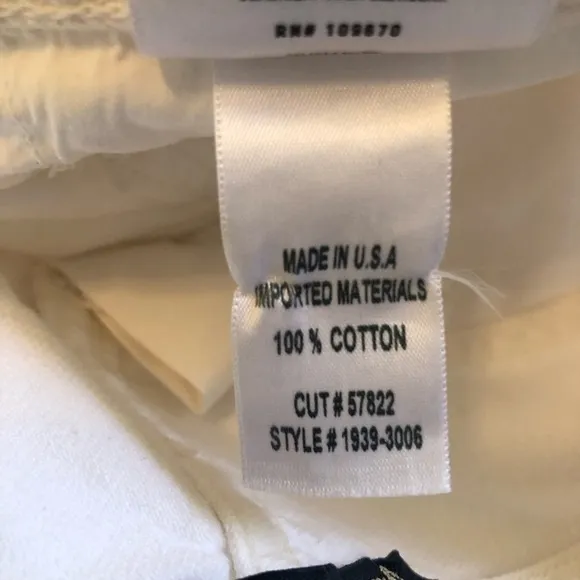 RN# 109670
MADE IN U.S.A
IMPORTED MATERIALS
100 % COTTON
CUT # 57822
STYLE # 1939-3006